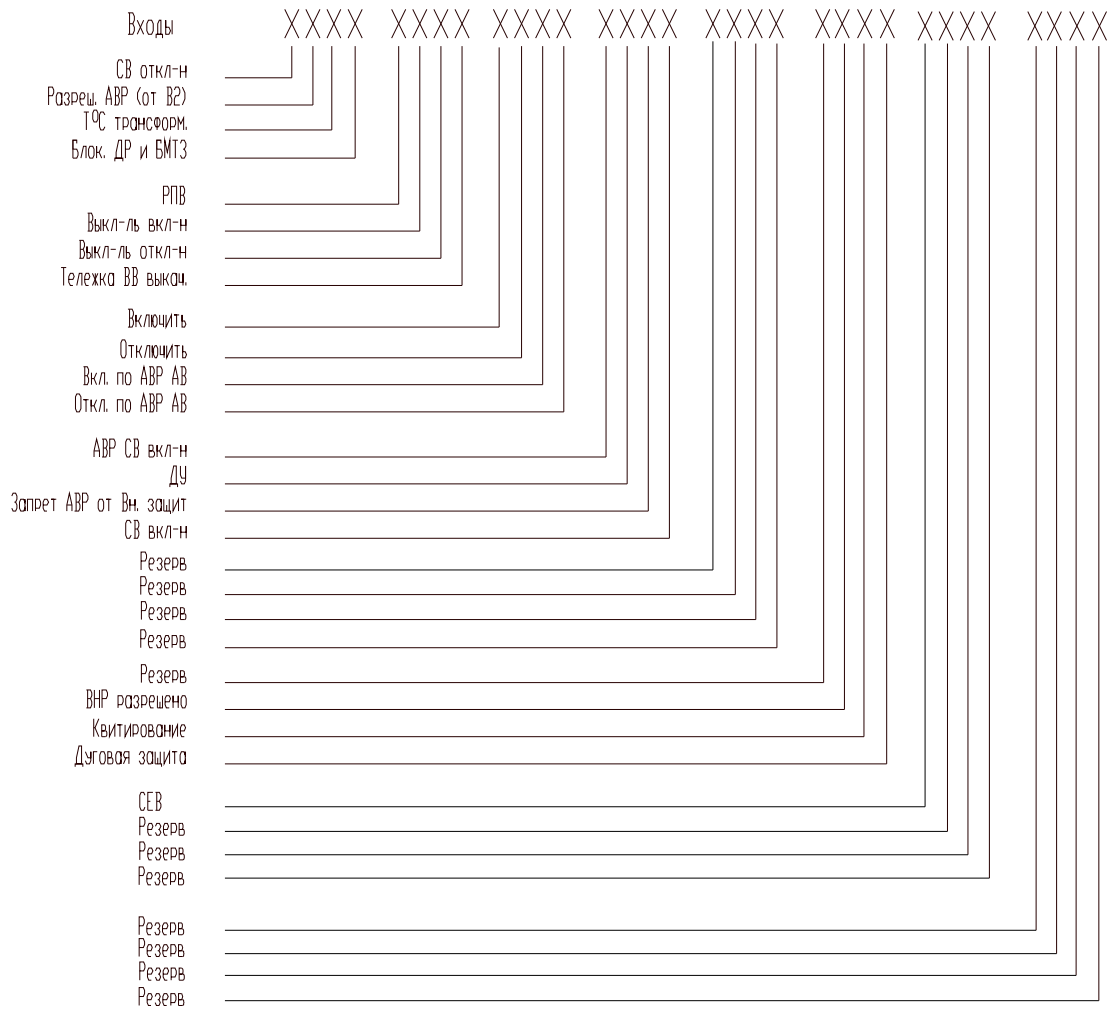 Входы XXXX XXXX XXXX XXXX XXXX XXXX XXXX XXXX
СВ откл-н
Разреш. АВР (от В2)
Т°С трансформ.
Блок. ДР и БМТЗ
РПВ
Выкл-ль вкл-н
Выкл-ль откл-н
Тележка ВВ выкач.
Включить
Отключить
Вкл. по АВР АВ
Откл. по АВР АВ
АВР СВ вкл-н
ДУ
Запрет АВР от Вн. защит
СВ вкл-н
Резерв
Резерв
Резерв
Резерв
Резерв
ВНР разрешено
Квитирование
Дуговая защита
СЕВ
Резерв
Резерв
Резерв
Резерв
Резерв
Резерв
Резерв